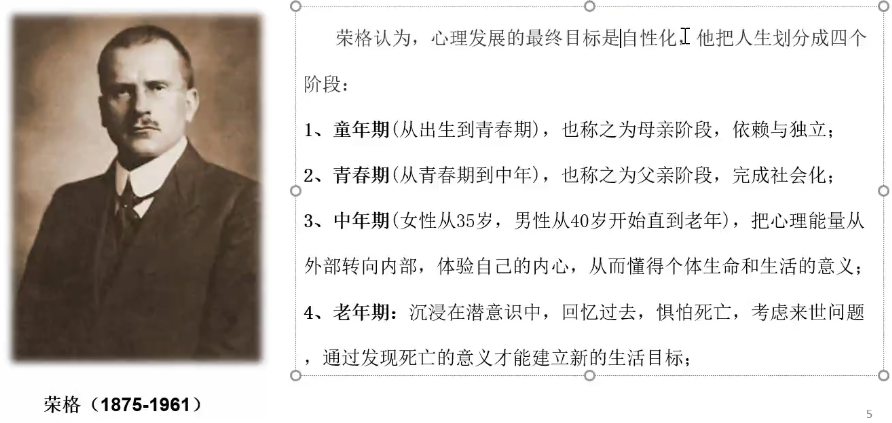 荣格认为，心理发展的最终目标是自性化，他把人生划分成四个
阶段：
1、童年期(从出生到青春期)，也称之为母亲阶段，依赖与独立；
2、青春期(从青春期到中年)，也称之为父亲阶段，完成社会化；
3、中年期(女性从35岁，男性从40岁开始直到老年)，把心理能量从
外部转向内部，体验自己的内心，从而懂得个体生命和生活的意义；
4、老年期：沉浸在潜意识中，回忆过去，惧怕死亡，考虑来世问题
，通过发现死亡的意义才能建立新的生活目标；
荣格（1875-1961）
5